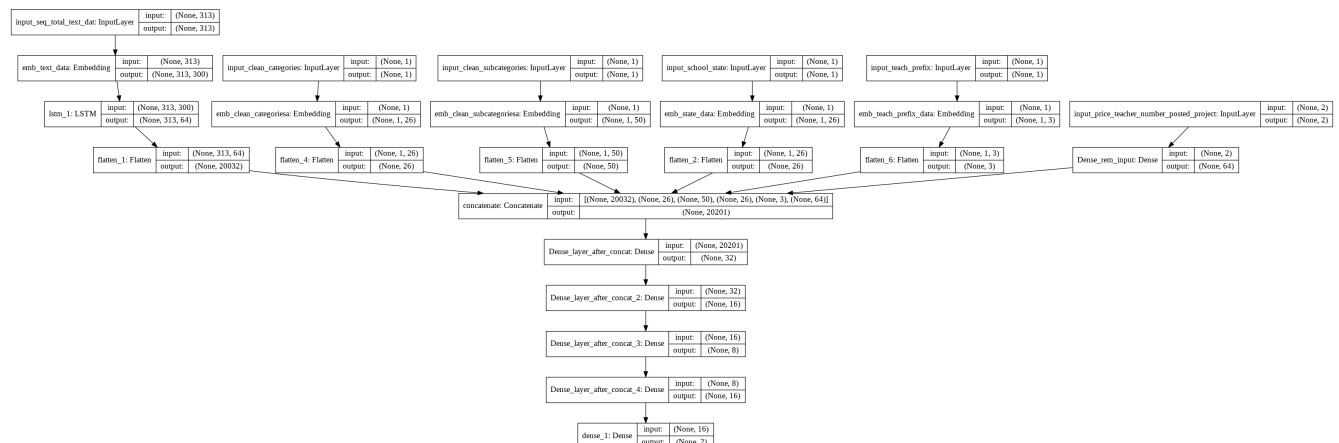 input_seq_total_text_dat: InputLayer
input: (None, 313)
output: (None, 313)
emb_text_data: Embedding
input: (None, 313)
output: (None, 313, 300)
input_clean_categories: InputLayer
input: (None, 1)
output: (None, 1)
input_clean_subcategories: InputLayer
input: (None, 1)
output: (None, 1)
input_school_state: InputLayer
input: (None, 1)
output: (None, 1)
input_teach_prefix: InputLayer
input: (None, 1)
output: (None, 1)
lstm_1: LSTM
input: (None, 313, 300)
output: (None, 313, 64)
emb_clean_categoriesa: Embedding
input: (None, 1)
output: (None, 1, 26)
emb_clean_subcategoriesa: Embedding
input: (None, 1)
output: (None, 1, 50)
emb_state_data: Embedding
input: (None, 1)
output: (None, 1, 26)
emb_teach_prefix_data: Embedding
input: (None, 1)
output: (None, 1, 3)
input_price_teacher_number_posted_project: InputLayer
input: (None, 2)
output: (None, 2)
flatten_1: Flatten
input: (None, 313, 64)
output: (None, 20032)
flatten_4: Flatten
input: (None, 1, 26)
output: (None, 26)
flatten_5: Flatten
input: (None, 1, 50)
output: (None, 50)
flatten_2: Flatten
input: (None, 1, 26)
output: (None, 26)
flatten_6: Flatten
input: (None, 1, 3)
output: (None, 3)
Dense_rem_input: Dense
input: (None, 2)
output: (None, 64)
concatenate: Concatenate
input: [(None, 20032), (None, 26), (None, 50), (None, 26), (None, 3), (None, 64)]
output: (None, 20201)
Dense_layer_after_concat: Dense
input: (None, 20201)
output: (None, 32)
Dense_layer_after_concat_2: Dense
input: (None, 32)
output: (None, 16)
Dense_layer_after_concat_3: Dense
input: (None, 16)
output: (None, 8)
Dense_layer_after_concat_4: Dense
input: (None, 8)
output: (None, 16)
dense_1: Dense
input: (None, 16)
output: (None, 2)